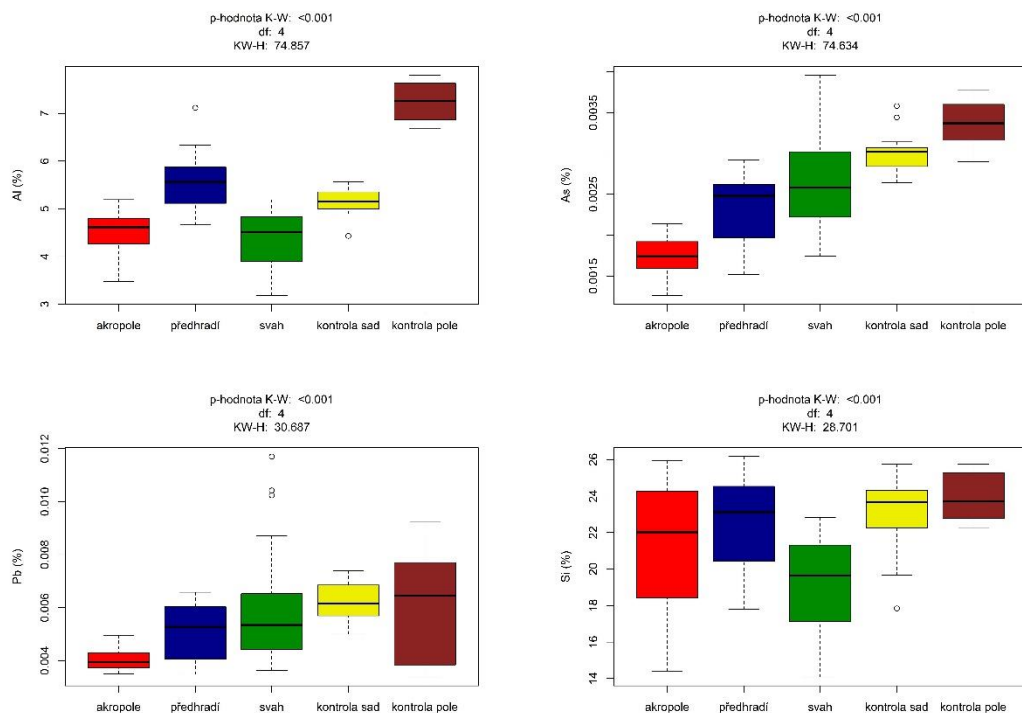 p-hodnota K-W: <0.001
df: 4
KW-H: 74.857
Al (%)
7
6
5
4
3
akropole předhradí svah kontrola sad kontrola pole
p-hodnota K-W: <0.001
df: 4
KW-H: 74.634
As (%)
0.0035
0.0025
0.0015
akropole předhradí svah kontrola sad kontrola pole
p-hodnota K-W: <0.001
df: 4
KW-H: 30.687
Pb (%)
0.012
0.010
0.008
0.006
0.004
akropole předhradí svah kontrola sad kontrola pole
p-hodnota K-W: <0.001
df: 4
KW-H: 28.701
Si (%)
26
24
22
20
18
16
14
akropole předhradí svah kontrola sad kontrola pole